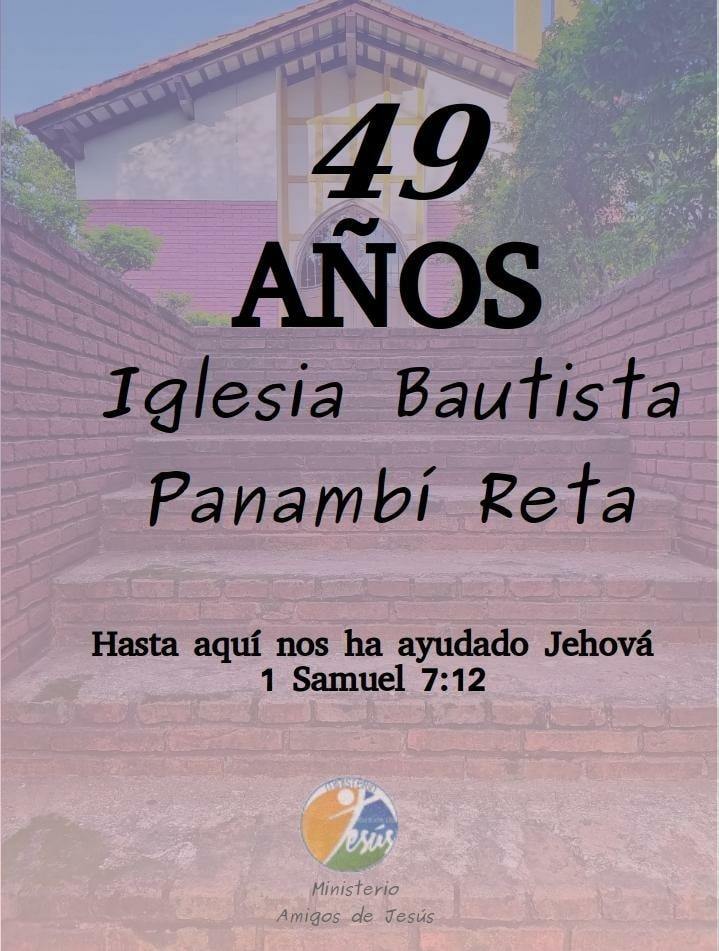 49
AÑOS
Iglesia Bautista
Panambí Reta
Hasta aquí nos ha ayudado Jehová
1 Samuel 7:12
Ministerio
Jesús
Ministerio
Amigos de Jesús